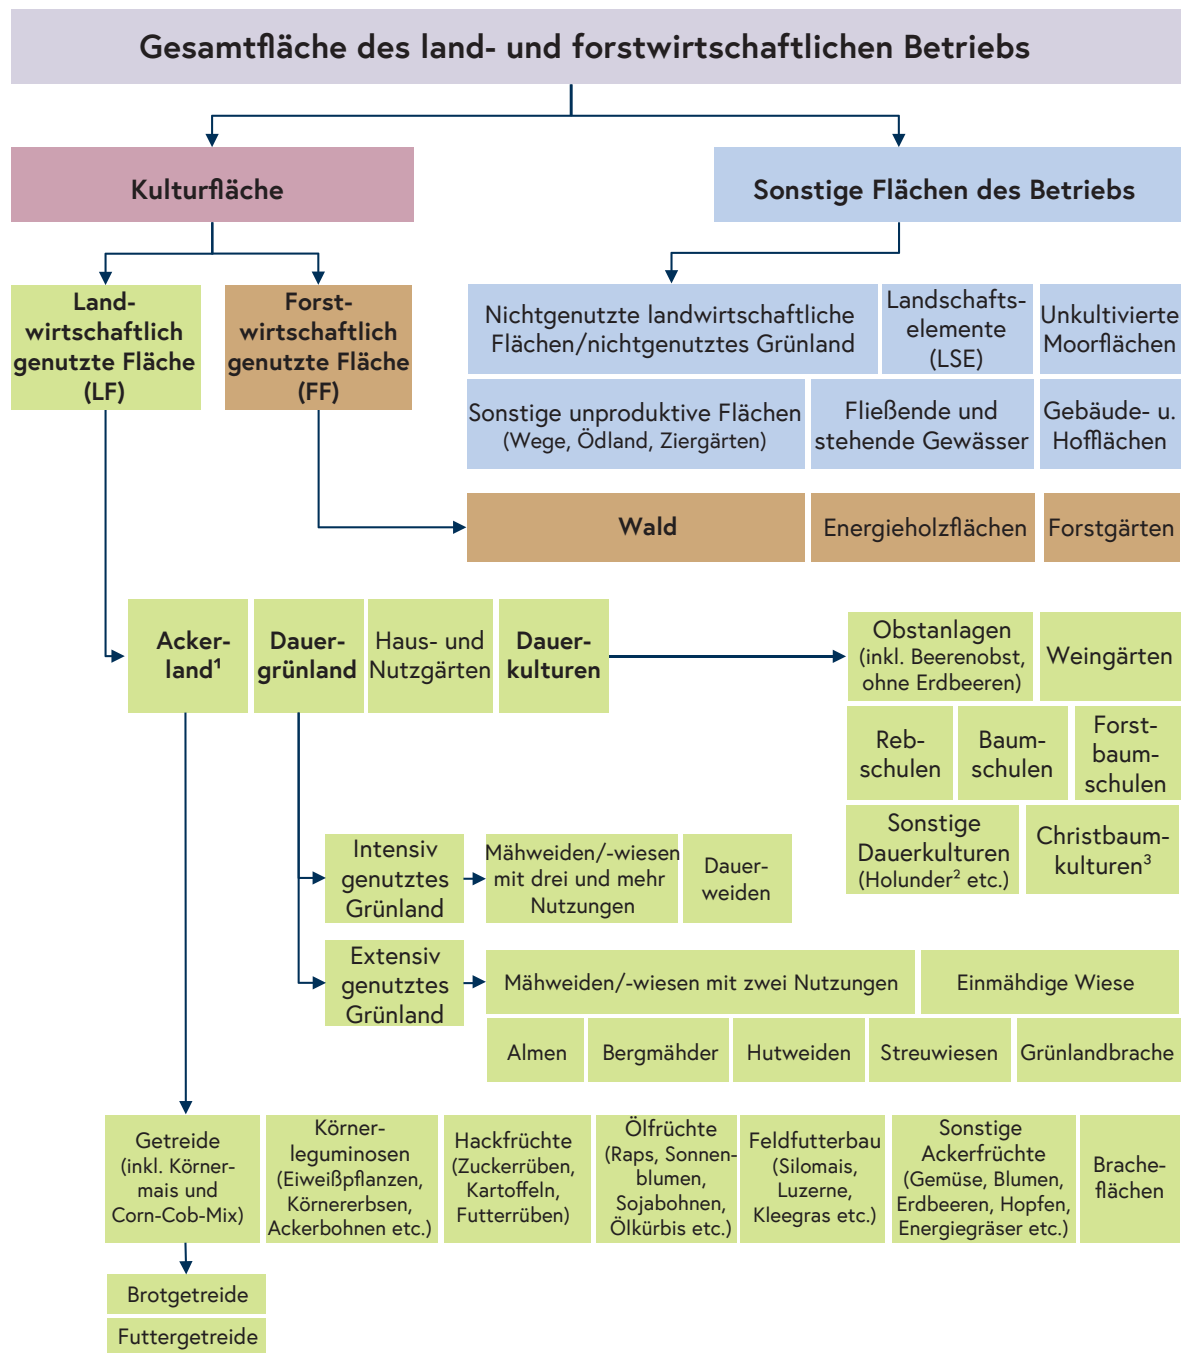 Gesamtfläche des land- und forstwirtschaftlichen Betriebs
Kulturfläche
Sonstige Flächen des Betriebs
Land-
wirtschaftlich
genutzte Fläche
(LF)
Forst-
wirtschaftlich
genutzte Fläche
(FF)
Nichtgenutzte landwirtschaftliche
Flächen/nichtgenutztes Grünland
Landschafts-
elemente
(LSE)
Unkultivierte
Moorflächen
Sonstige unproduktive Flächen
(Wege, Ödland, Ziergärten)
Fließende und
stehende Gewässer
Gebäude- u.
Hofflächen
Wald
Energieholzflächen
Forstgärten
Acker-
land¹
Dauer-
grünland
Haus- und
Nutzgärten
Dauer-
kulturen
Obstanlagen
(inkl. Beerenobst,
ohne Erdbeeren)
Weingärten
Reb-
schulen
Baum-
schulen
Forst-
baum-
schulen
Sonstige
Dauerkulturen
(Holunder² etc.)
Christbaum-
kulturen³
Intensiv
genutztes
Grünland
Mähweiden/-wiesen
mit drei und mehr
Nutzungen
Dauer-
weiden
Extensiv
genutztes
Grünland
Mähweiden/-wiesen mit zwei Nutzungen
Einmähdige Wiese
Almen
Bergmähder
Hutweiden
Streuwiesen
Grünlandbrache
Getreide
(inkl. Körner-
mais und
Corn-Cob-Mix)
Körner-
leguminosen
(Eiweißpflanzen,
Körnererbsen,
Ackerbohnen etc.)
Hackfrüchte
(Zuckerrüben,
Kartoffeln,
Futterrüben)
Ölfrüchte
(Raps, Sonnen-
blumen,
Sojabohnen,
Ölkürbis etc.)
Feldfutterbau
(Silomais,
Luzerne,
Kleegras etc.)
Sonstige
Ackerfrüchte
(Gemüse, Blumen,
Erdbeeren, Hopfen,
Energiegräser etc.)
Brache-
flächen
Brotgetreide
Futtergetreide